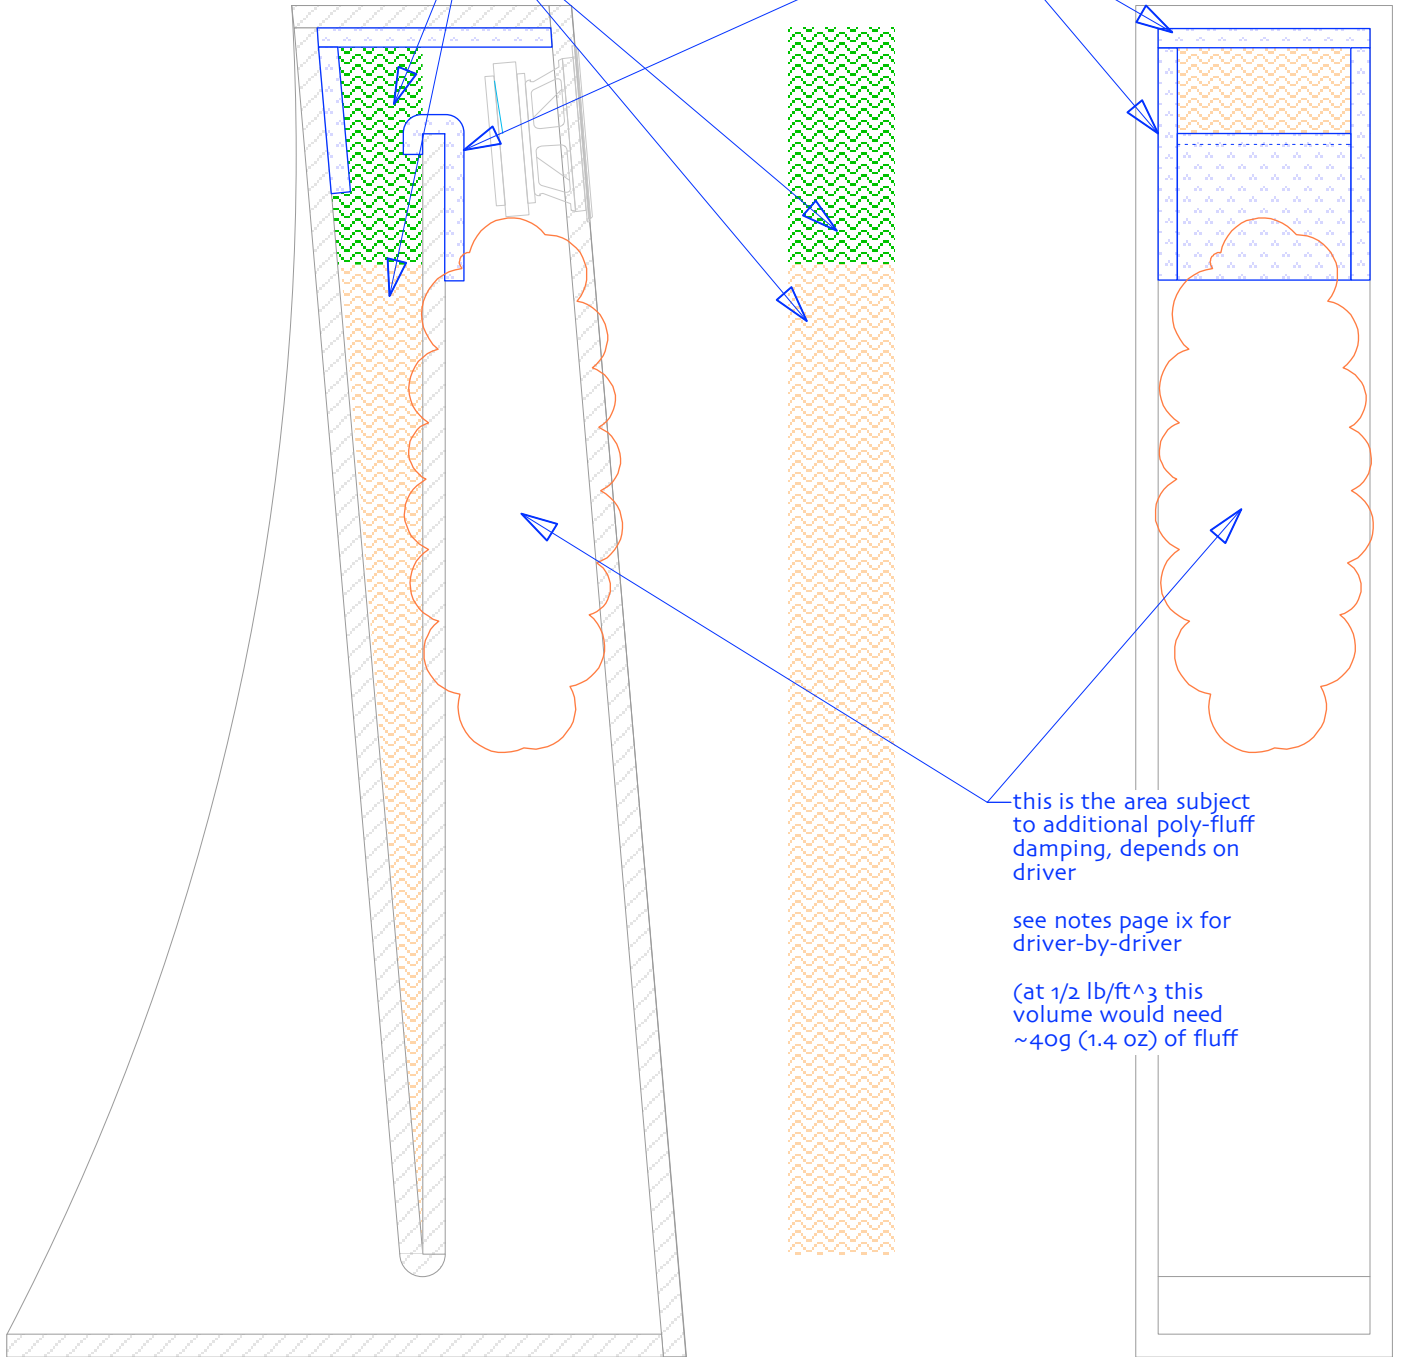 this is the area subject
to additional poly-fluff
damping, depends on
driver
see notes page ix for
driver-by-driver
(at 1/2 lb/ft^3 this
volume would need
~40g (1.4 oz) of fluff